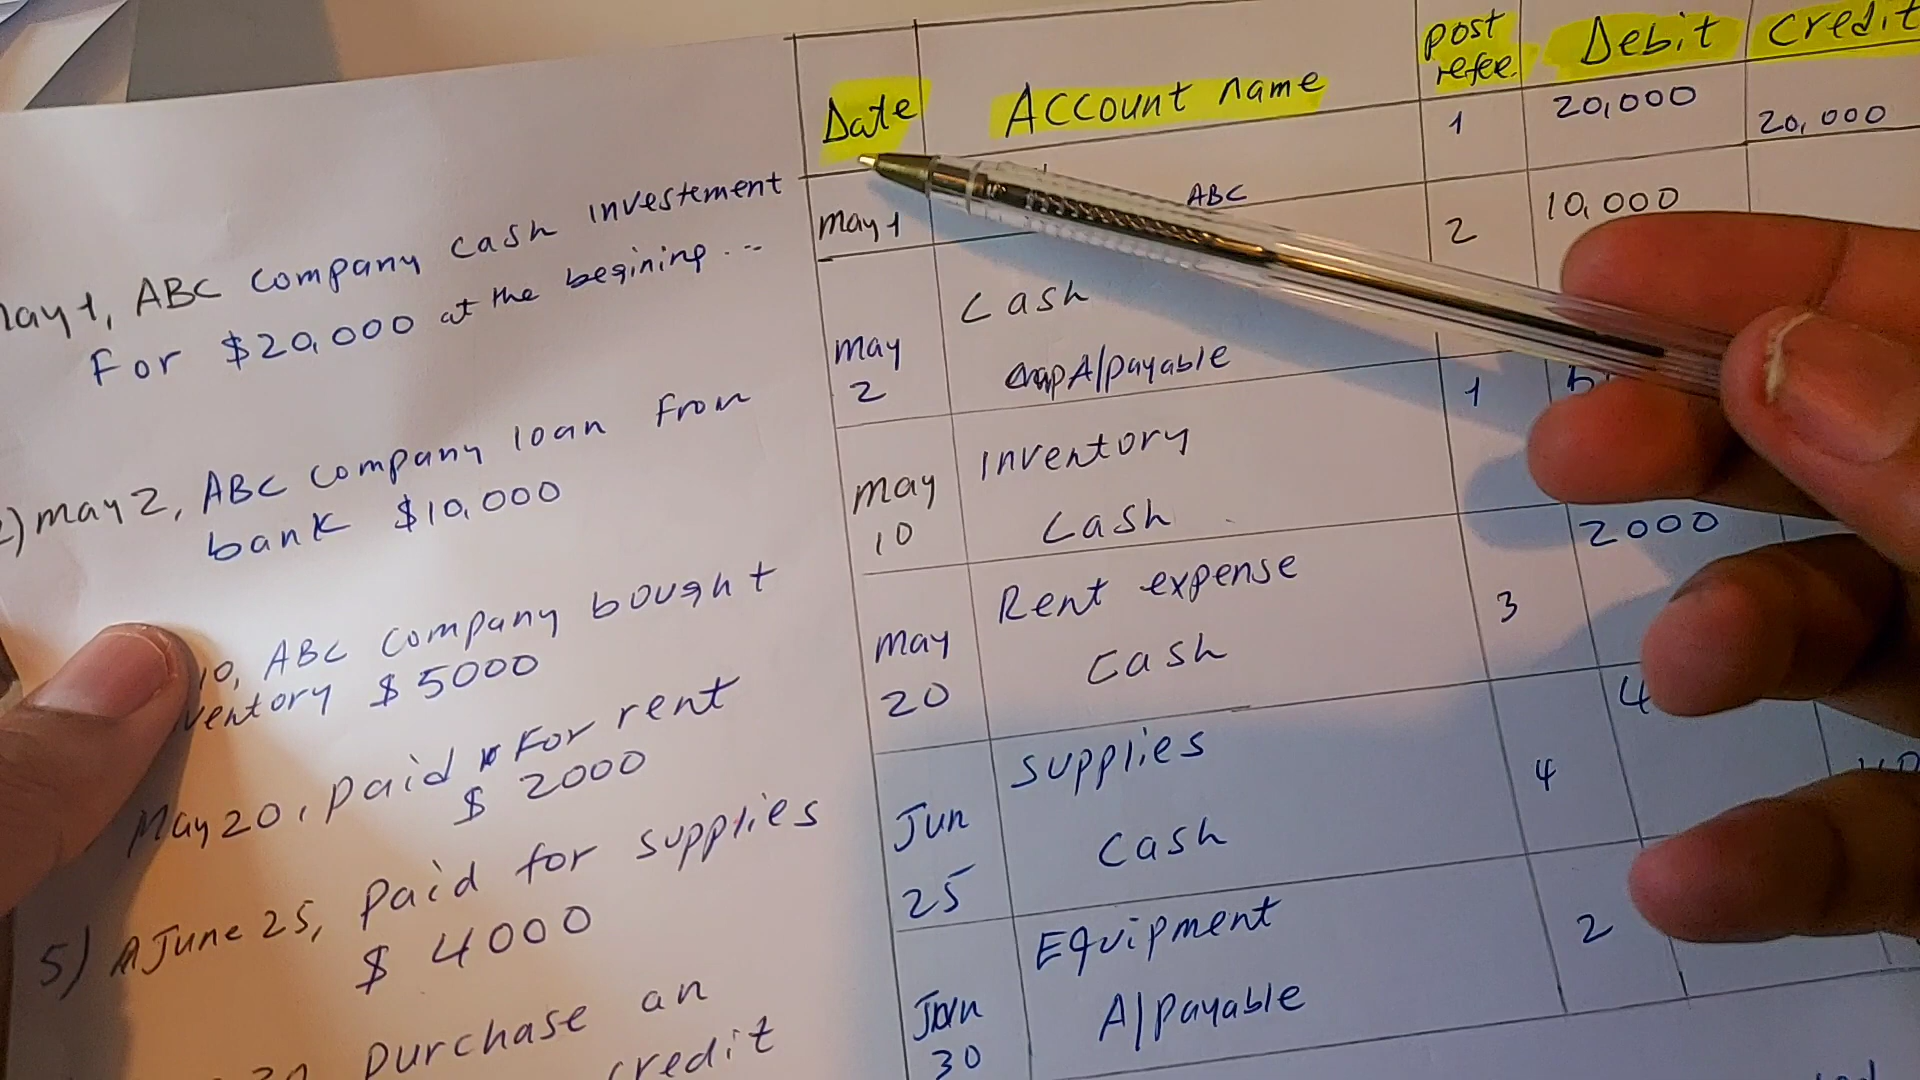 may 1, ABC company cash investement
For $20,000 at the begining...
2) may 2, ABC company loan from
bank $10,000
10, ABC company bought
ventory $5000
May 20, paid For rent
$2000
5) June 25, paid for supplies
$4000
purchase an
credit
Date Account name post refee. Debit credit
1 20,000 20,000
may 1 ABC
2 10,000
may 2 Cash
A/payable
1
may 10 Inventory
Cash
2000
may 20 Rent expense 3
Cash
4
Jun 25 supplies 4
Cash
Jun 30 Equipment 2
A/payable